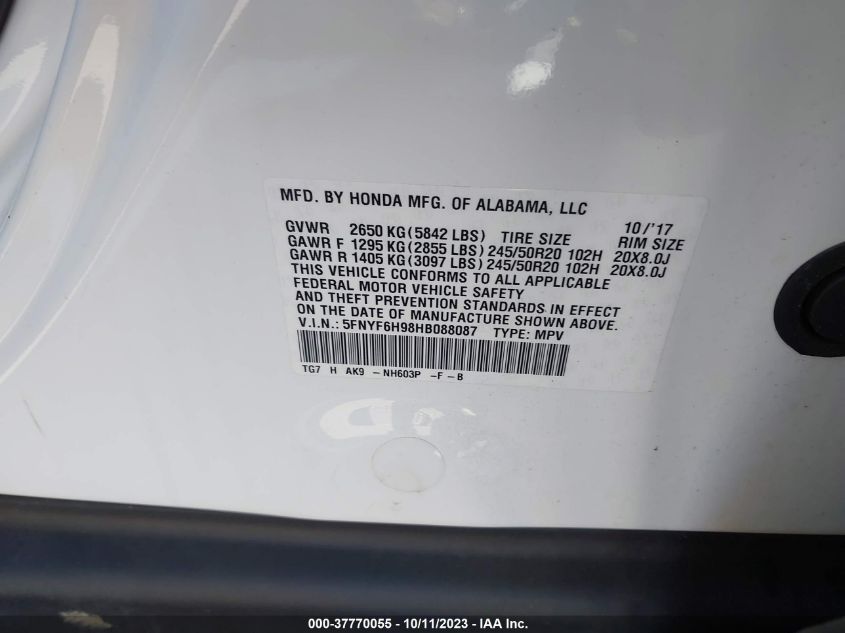 MFD. BY HONDA MFG. OF ALABAMA, LLC 10/'17
GVWR 2650 KG(5842 LBS) TIRE SIZE RIM SIZE
GAWR F 1295 KG(2855 LBS)245/50R20 102H 20X8.0J
GAWR R 1405 KG(3097 LBS)245/50R20 102H 20X8.0J
THIS VEHICLE CONFORMS TO ALL APPLICABLE
FEDERAL MOTOR VEHICLE SAFETY
AND THEFT PREVENTION STANDARDS IN EFFECT
ON THE DATE OF MANUFACTURE SHOWN ABOVE.
V.I.N.: 5FNYF6H98HB088087 TYPE: MPV
TG7 H AK9 -NH603P -F-B
000-37770055 - 10/11/2023 - IAA Inc.